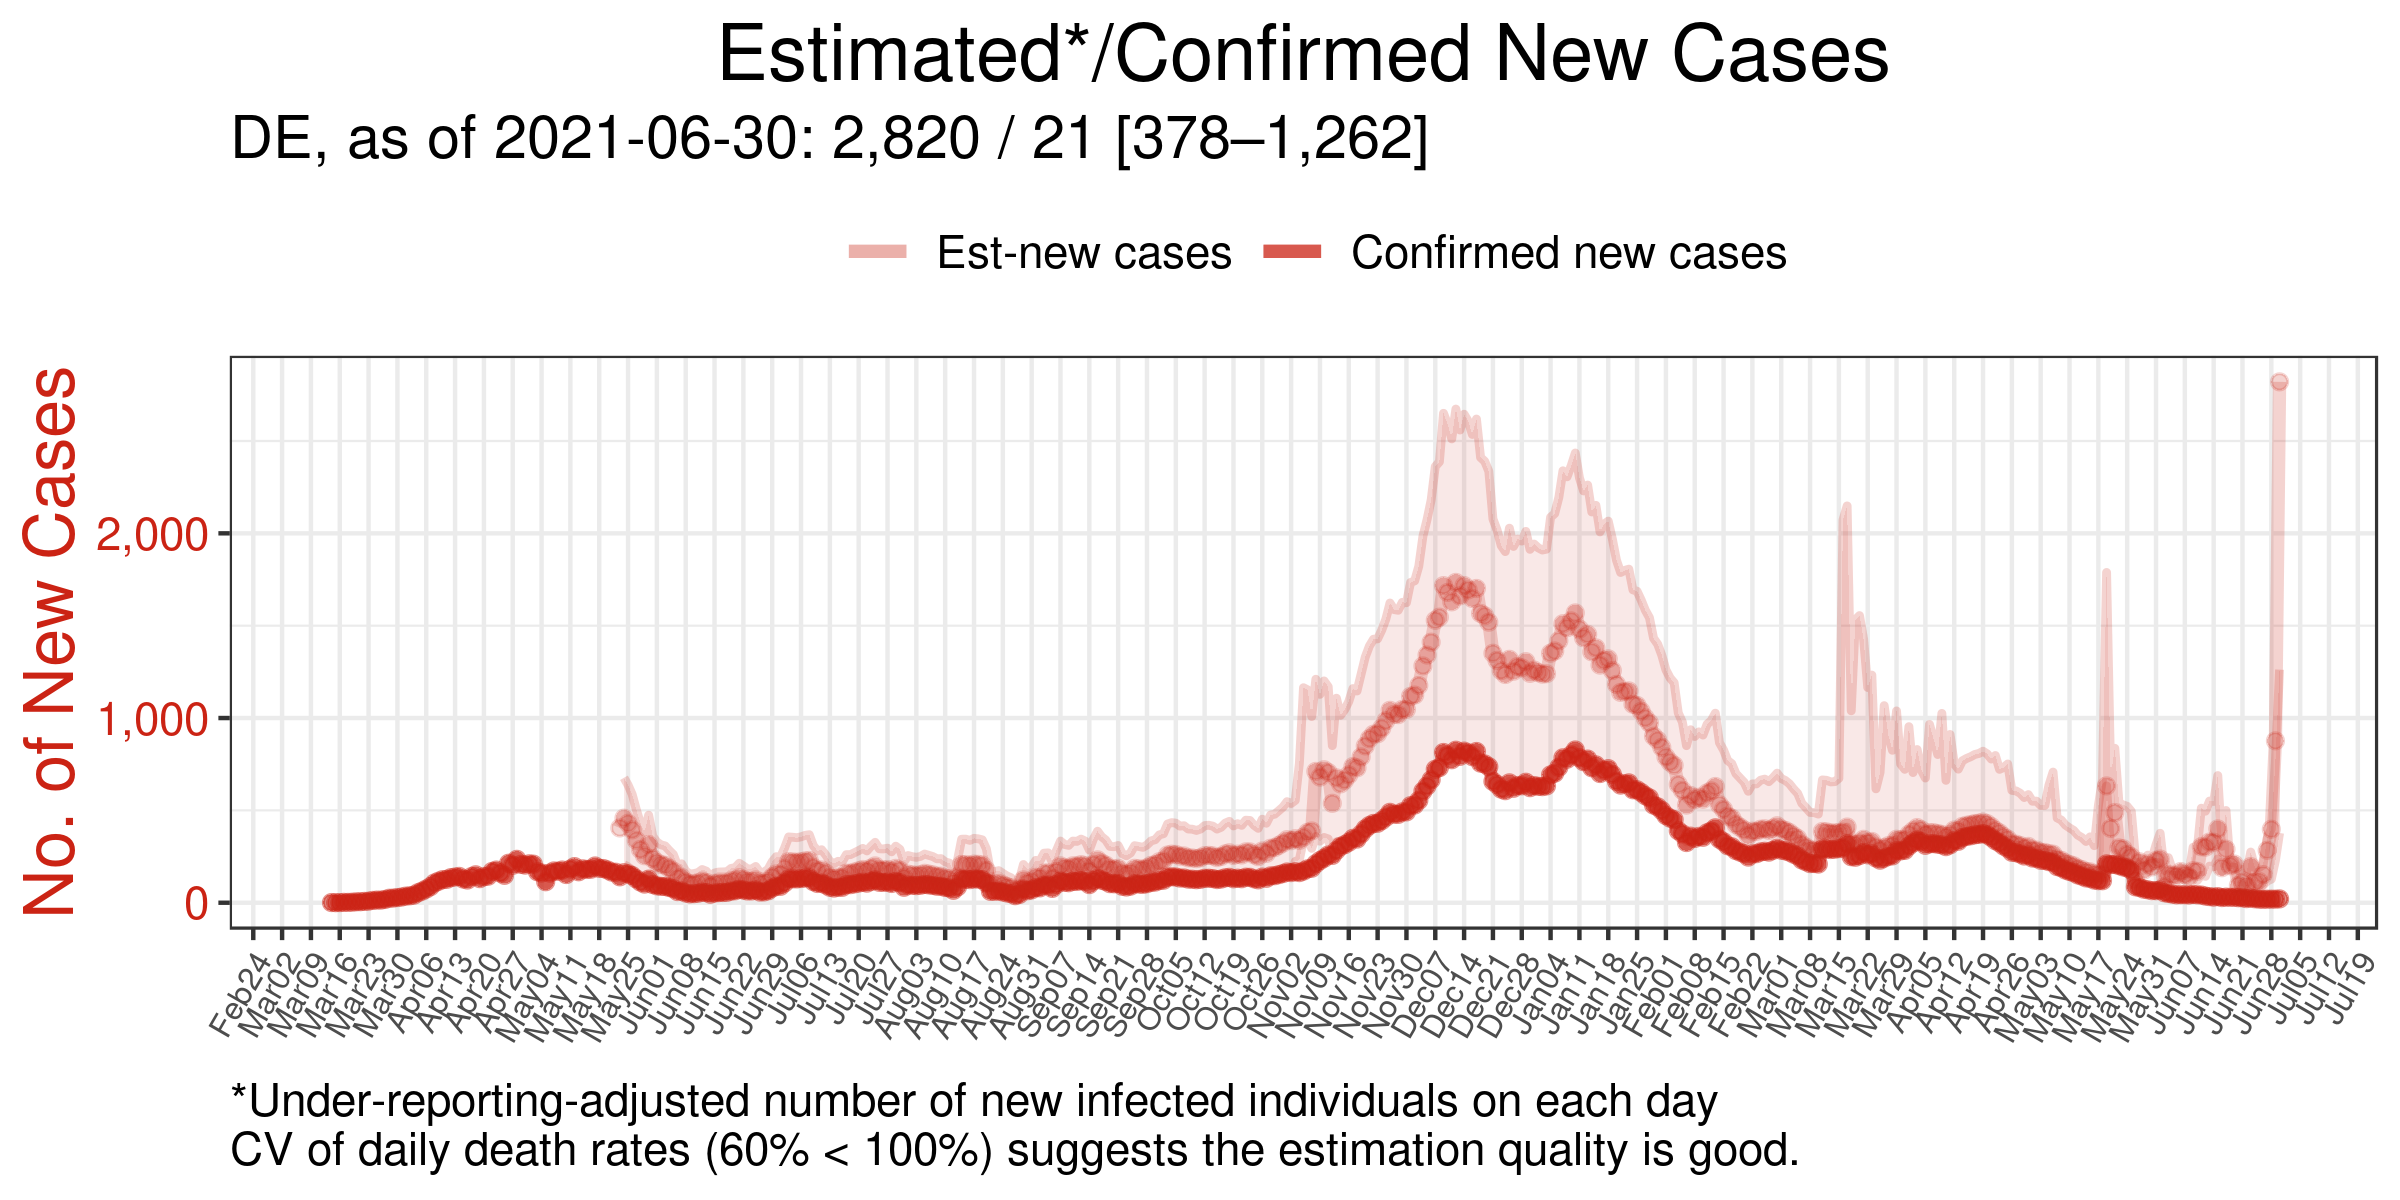 Estimated*/Confirmed New Cases
DE, as of 2021-06-30: 2,820 / 21 [378–1,262]
Est-new cases Confirmed new cases
No. of New Cases
2,000
1,000
0
Feb24 Mar02 Mar09 Mar16 Mar23 Mar30 Apr06 Apr13 Apr20 Apr27 May04 May11 May18 May25 Jun01 Jun08 Jun15 Jun22 Jun29 Jul06 Jul13 Jul20 Jul27 Aug03 Aug10 Aug17 Aug24 Aug31 Sep07 Sep14 Sep21 Sep28 Oct05 Oct12 Oct19 Oct26 Nov02 Nov09 Nov16 Nov23 Nov30 Dec07 Dec14 Dec21 Dec28 Jan04 Jan11 Jan18 Jan25 Feb01 Feb08 Feb15 Feb22 Mar01 Mar08 Mar15 Mar22 Mar29 Apr05 Apr12 Apr19 Apr26 May03 May10 May17 May24 May31 Jun07 Jun14 Jun21 Jun28 Jul05 Jul12 Jul19
*Under-reporting-adjusted number of new infected individuals on each day
CV of daily death rates (60% < 100%) suggests the estimation quality is good.